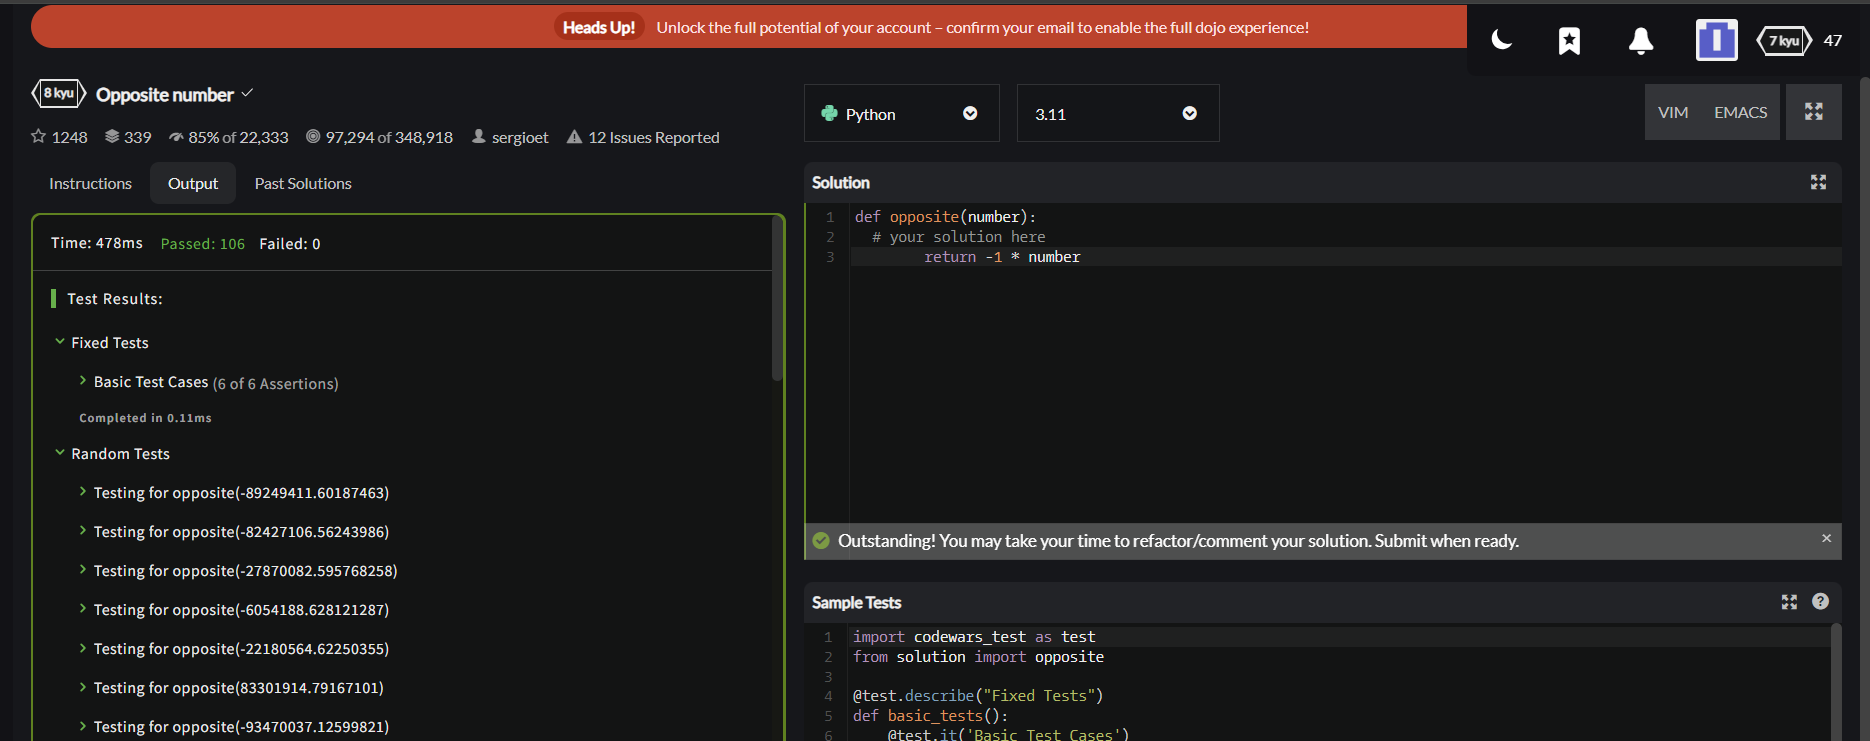 Heads Up! Unlock the full potential of your account – confirm your email to enable the full dojo experience!
7 kyu 47
8 kyu Opposite number
1248 339 85% of 22,333 97,294 of 348,918 sergioet 12 Issues Reported
Instructions Output Past Solutions
Time: 478ms Passed: 106 Failed: 0
Test Results:
Fixed Tests
Basic Test Cases (6 of 6 Assertions)
Completed in 0.11ms
Random Tests
Testing for opposite(-89249411.60187463)
Testing for opposite(-82427106.56243986)
Testing for opposite(-27870082.595768258)
Testing for opposite(-6054188.628121287)
Testing for opposite(-22180564.62250355)
Testing for opposite(83301914.79167101)
Testing for opposite(-93470037.12599821)
Python 3.11 VIM EMACS
Solution
1 def opposite(number):
2 # your solution here
3 return -1 * number
Outstanding! You may take your time to refactor/comment your solution. Submit when ready.
Sample Tests
1 import codewars_test as test
2 from solution import opposite
3
4 @test.describe("Fixed Tests")
5 def basic_tests():
6 @test.it('Basic Test Cases')